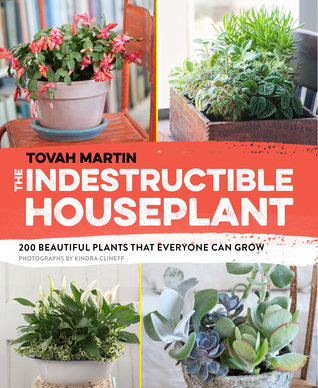 TOVAH MARTIN
THE INDESTRUCTIBLE
HOUSEPLANT
200 BEAUTIFUL PLANTS THAT EVERYONE CAN GROW
PHOTOGRAPHS BY KINDRA CLINEFF